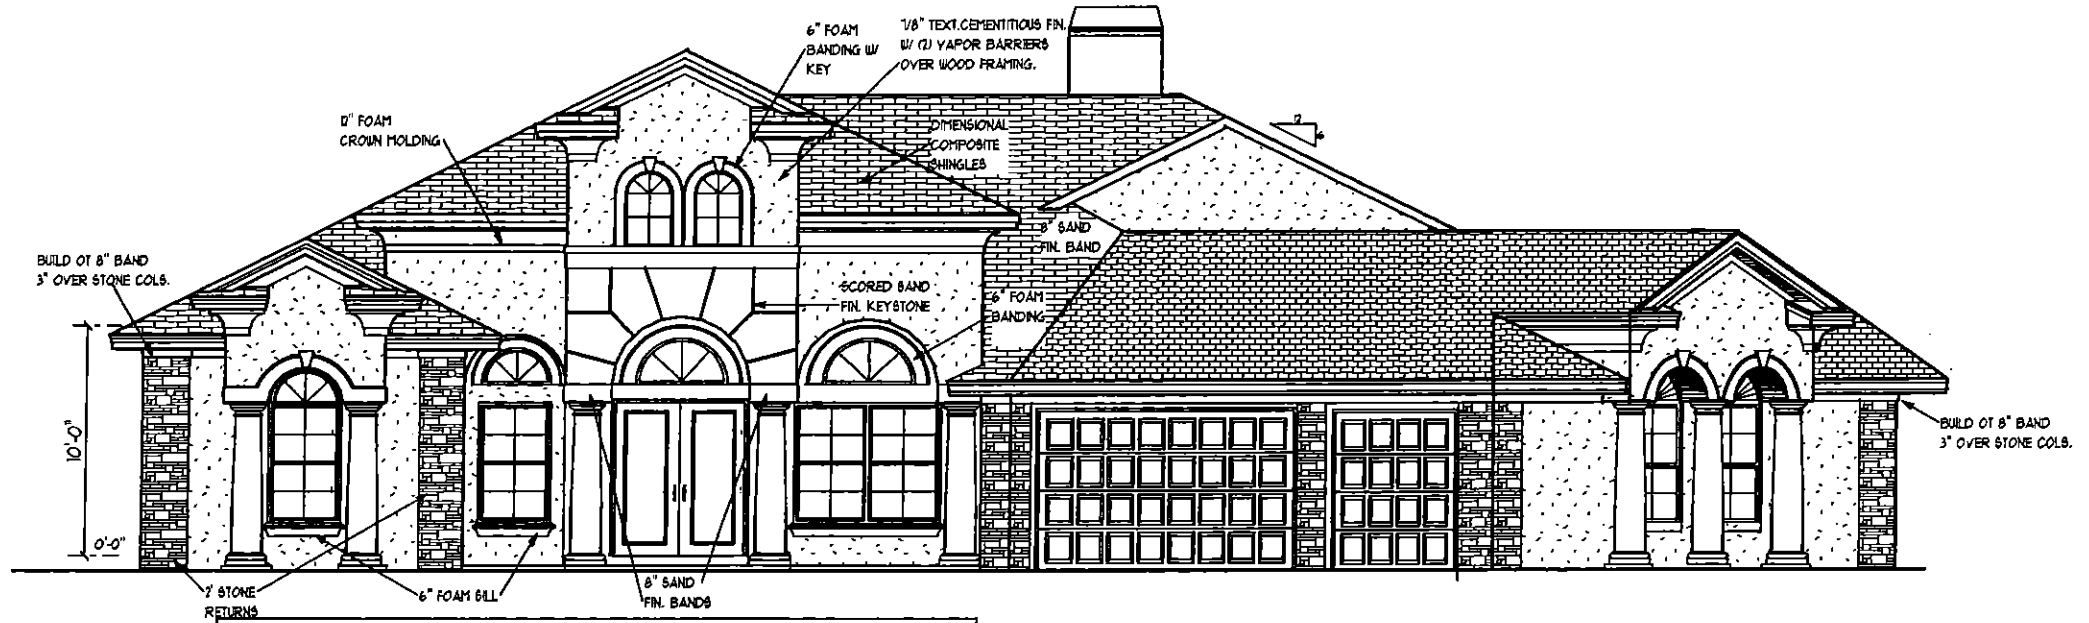 6" FOAM
BANDING W/
KEY
7/8" TEXT. CEMENTITIOUS FIN.
W/ (2) VAPOR BARRIERS
OVER WOOD FRAMING.
12" FOAM
CROWN MOLDING
DIMENSIONAL
COMPOSITE
SHINGLES
12
6
8" SAND
FIN. BAND
BUILD OT 8" BAND
3" OVER STONE COLS.
SCORED SAND
FIN. KEYSTONE
6" FOAM
BANDING
10'-0"
0'-0"
BUILD OT 8" BAND
3" OVER STONE COLS.
2' STONE
RETURNS
6" FOAM SILL
8" SAND
FIN. BANDS